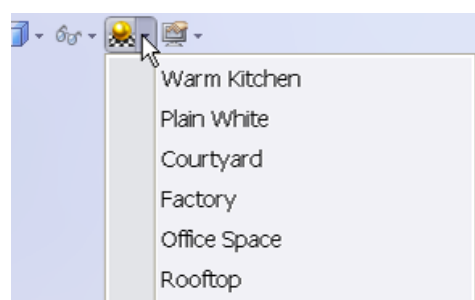 Warm Kitchen
Plain White
Courtyard
Factory
Office Space
Rooftop